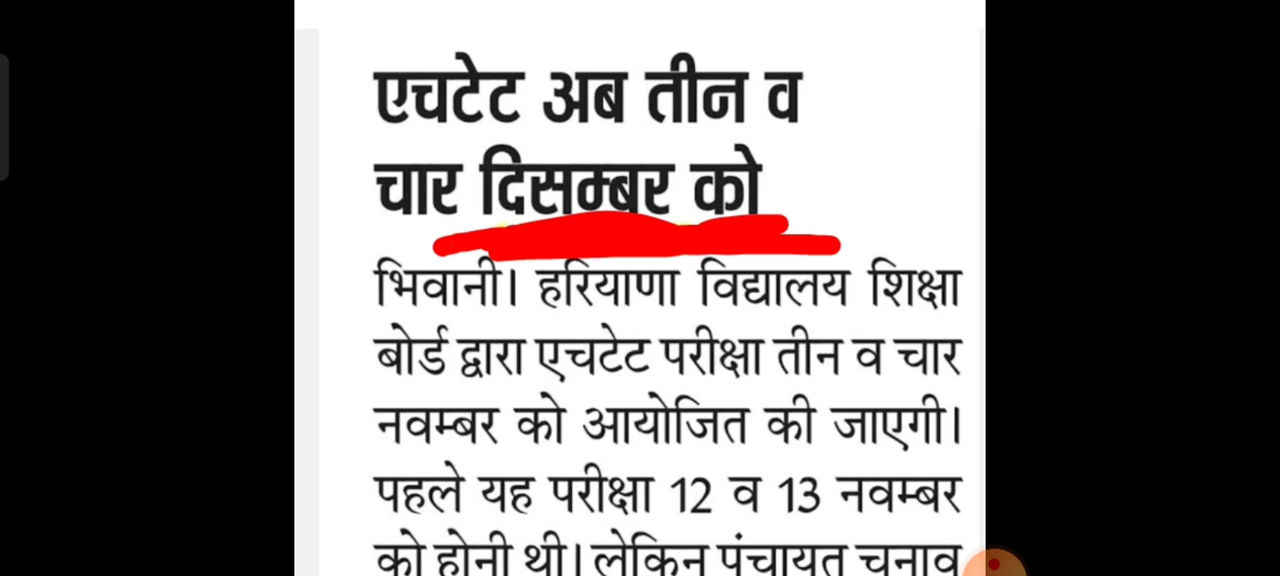 एचटेट अब तीन व
चार दिसम्बर को
भिवानी। हरियाणा विद्यालय शिक्षा
बोर्ड द्वारा एचटेट परीक्षा तीन व चार
नवम्बर को आयोजित की जाएगी।
पहले यह परीक्षा 12 व 13 नवम्बर
को होनी थी। लेकिन पंचायत चुनाव